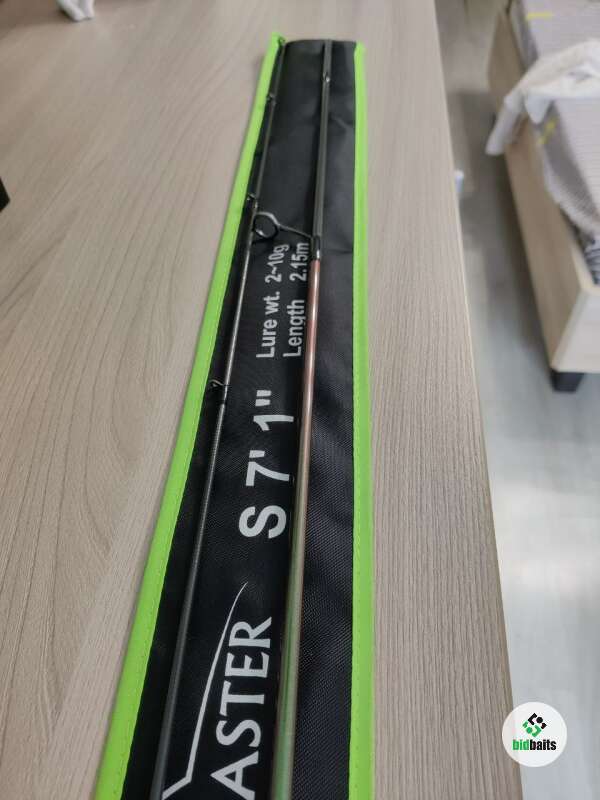 ASTER
S 7' 1"
Lure wt. 2~10g
Length 2.15m
bidbaits